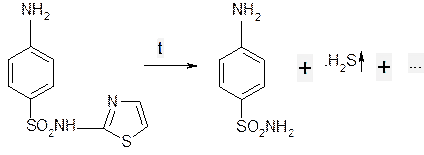 NH2
NH2
t
.H2S
+
+
...
N
SO2NH
S
SO2NH2